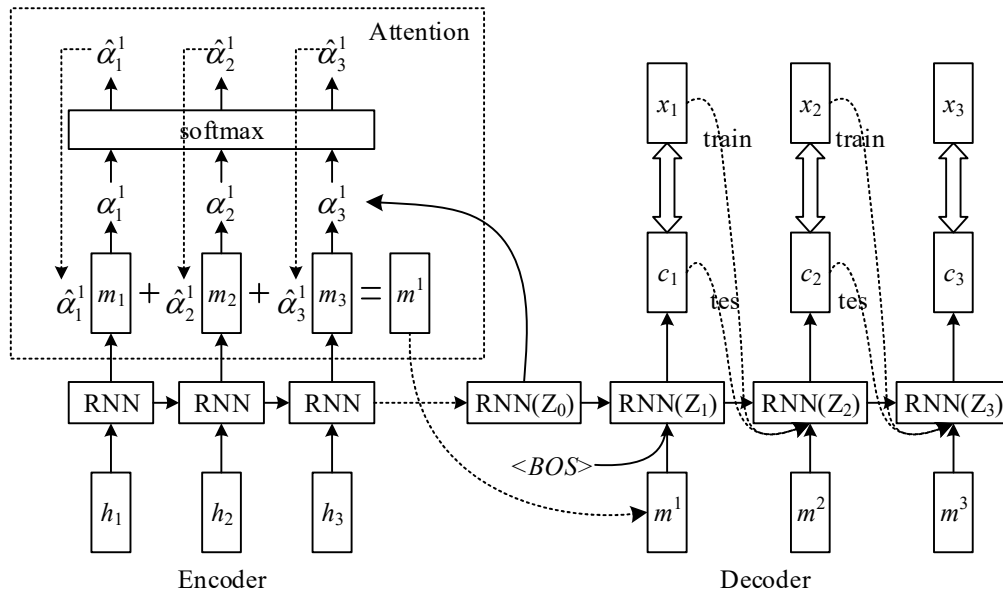 Attention
α̂₁¹ α̂₂¹ α̂₃¹
softmax
α₁¹ α₂¹ α₃¹
α̂₁¹ m₁ + α̂₂¹ m₂ + α̂₃¹ m₃ = m¹
x₁ x₂ x₃
train train
c₁ c₂ c₃
tes tes
RNN RNN RNN RNN(Z₀) RNN(Z₁) RNN(Z₂) RNN(Z₃)
<BOS>
h₁ h₂ h₃ m¹ m² m³
Encoder Decoder